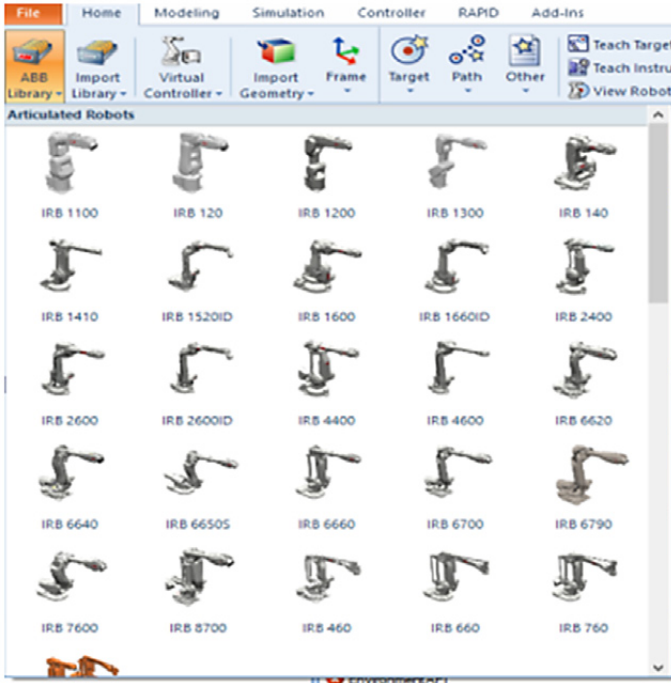 File Home Modeling Simulation Controller RAPID Add-Ins
ABB Library Import Library Virtual Controller Import Geometry Frame Target Path Other
Teach Target
Teach Instru
View Robot
Articulated Robots
IRB 1100 IRB 120 IRB 1200 IRB 1300 IRB 140
IRB 1410 IRB 1520ID IRB 1600 IRB 1660ID IRB 2400
IRB 2600 IRB 2600ID IRB 4400 IRB 4600 IRB 6620
IRB 6640 IRB 6650S IRB 6660 IRB 6700 IRB 6790
IRB 7600 IRB 8700 IRB 460 IRB 660 IRB 760